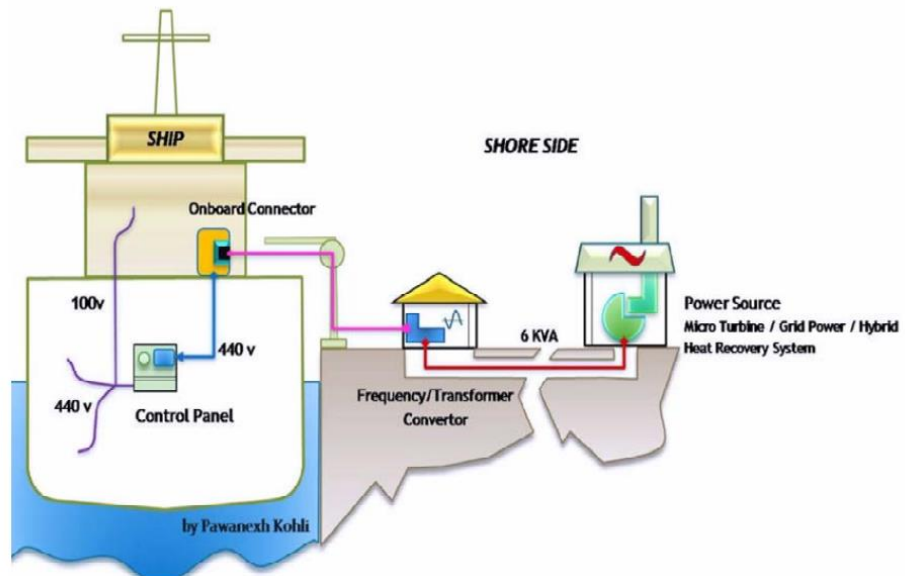 SHIP
SHORE SIDE
Onboard Connector
100v
440 v
440 v
Control Panel
6 KVA
Frequency/Transformer
Convertor
Power Source
Micro Turbine / Grid Power / Hybrid
Heat Recovery System
by Pawanexh Kohli